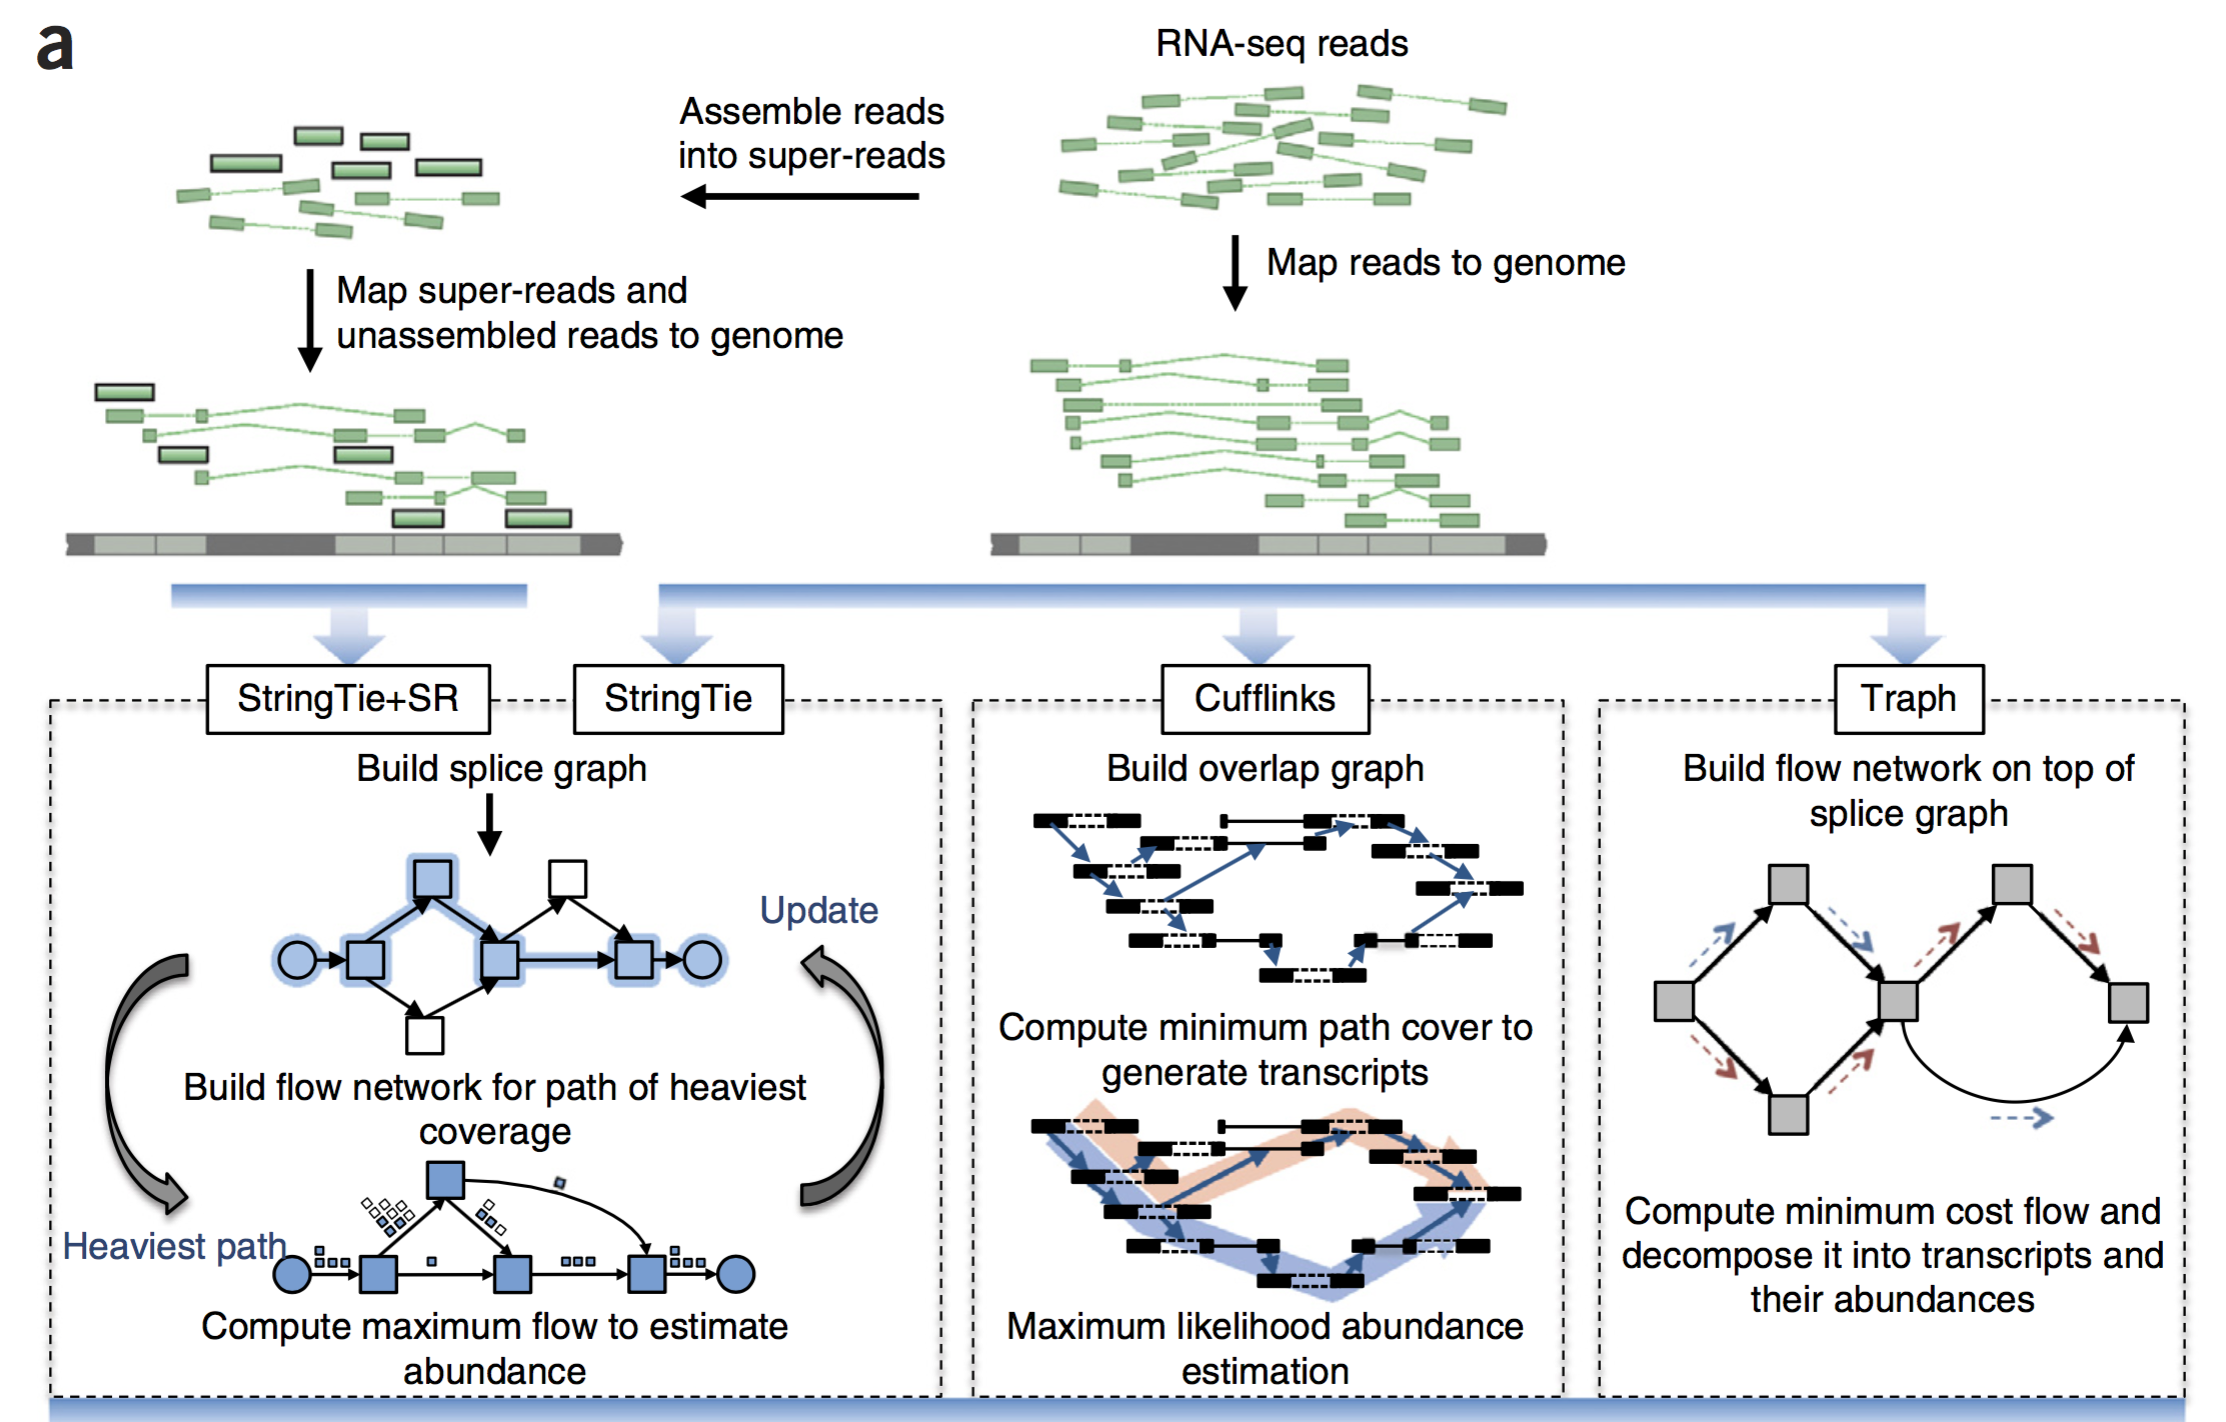 a
RNA-seq reads
Assemble reads
into super-reads
Map reads to genome
Map super-reads and
unassembled reads to genome
StringTie+SR
StringTie
Cufflinks
Traph
Build splice graph
Update
Build flow network for path of heaviest
coverage
Heaviest path
Compute maximum flow to estimate
abundance
Build overlap graph
Compute minimum path cover to
generate transcripts
Maximum likelihood abundance
estimation
Build flow network on top of
splice graph
Compute minimum cost flow and
decompose it into transcripts and
their abundances